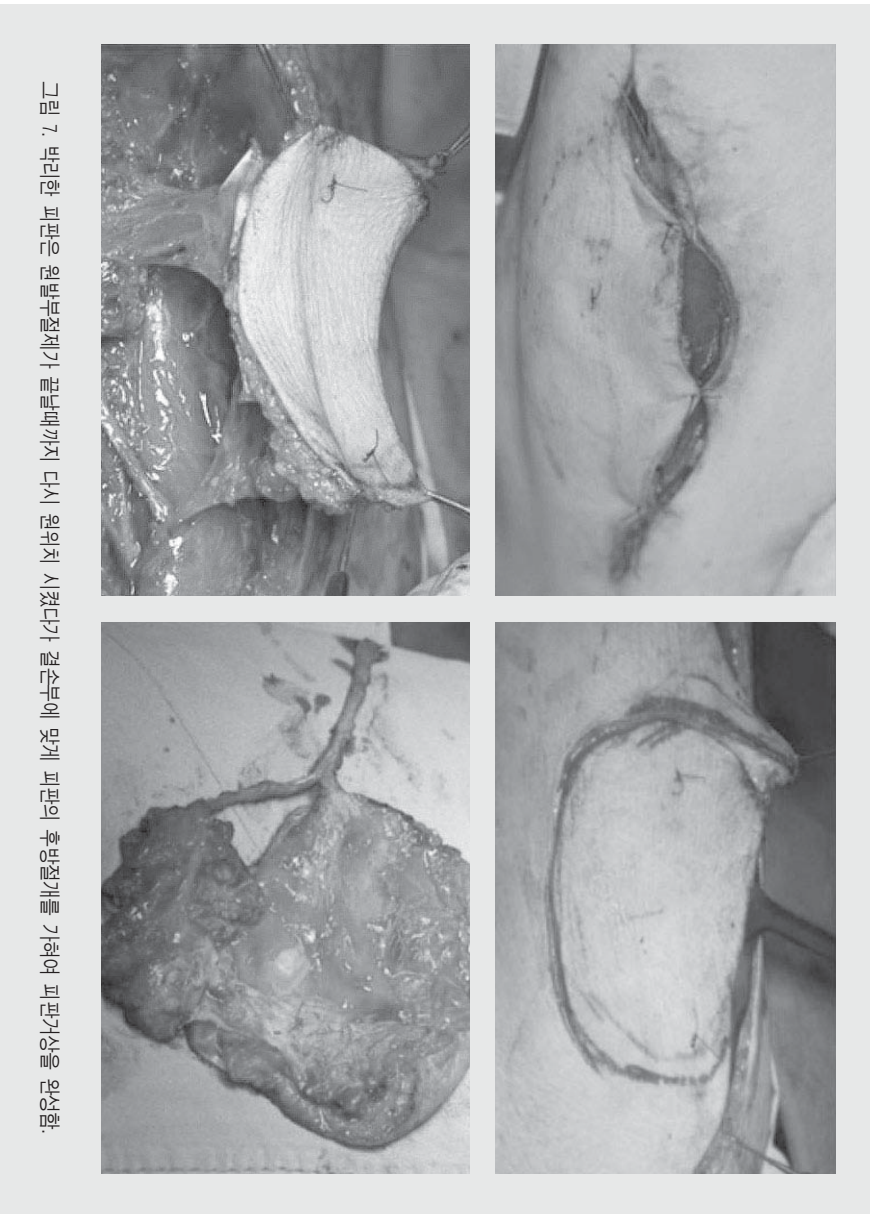 그림 7. 박리한 피판은 원발부절제가 끝날때까지 다시 원위치 시켰다가 결손부에 맞게 피판의 후방절개를 가하여 피판거상을 완성함.